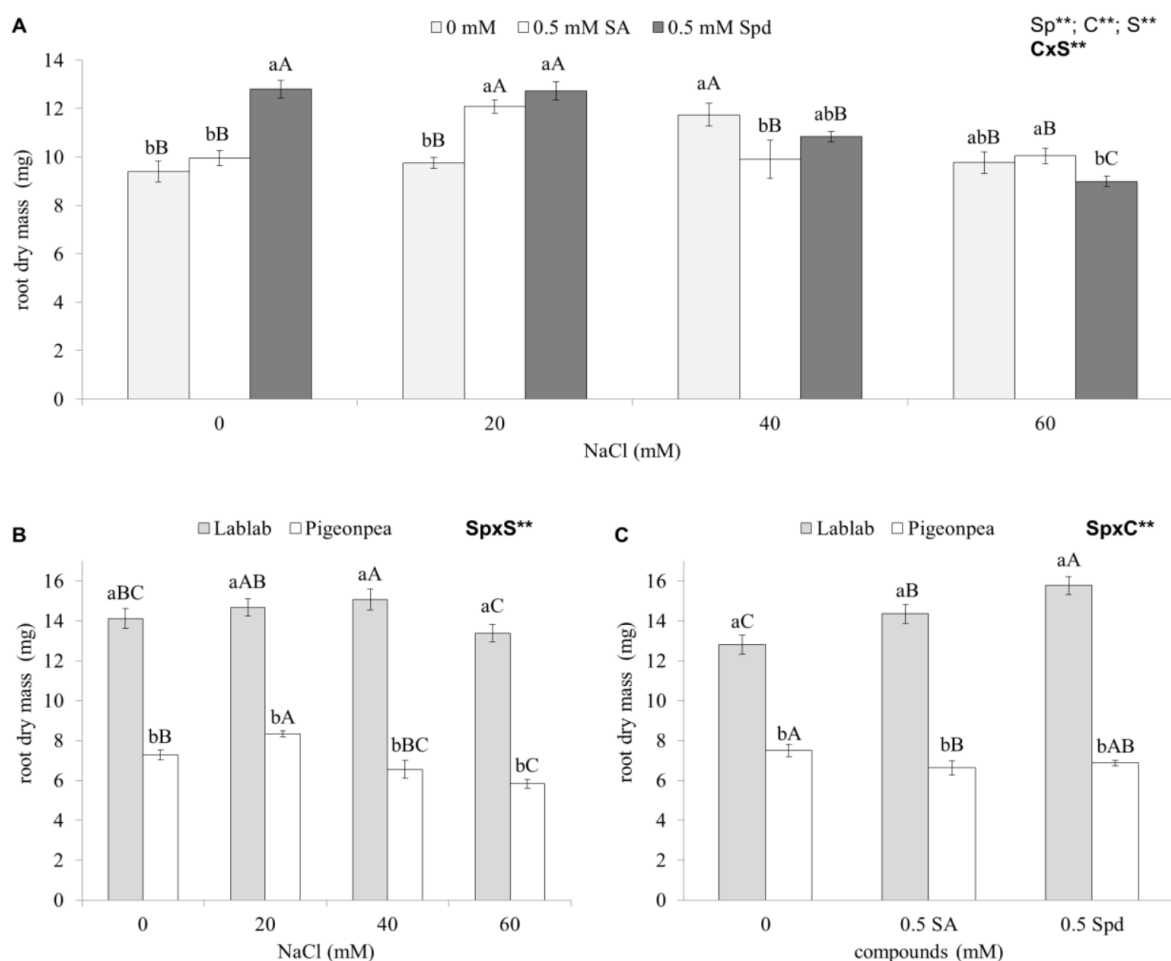 A
0 mM 0.5 mM SA 0.5 mM Spd
Sp**; C**; S**
CxS**
root dry mass (mg)
14
12
10
8
6
4
2
0
bB bB aA
bB aA aA
aA bB abB
abB aB bC
0 20 40 60
NaCl (mM)
B
Lablab Pigeonpea
SpxS**
root dry mass (mg)
16
14
12
10
8
6
4
2
0
aBC bB
aAB bA
aA bBC
aC bC
0 20 40 60
NaCl (mM)
C
Lablab Pigeonpea
SpxC**
root dry mass (mg)
16
14
12
10
8
6
4
2
0
aC bA
aB bB
aA bAB
0 0.5 SA 0.5 Spd
compounds (mM)